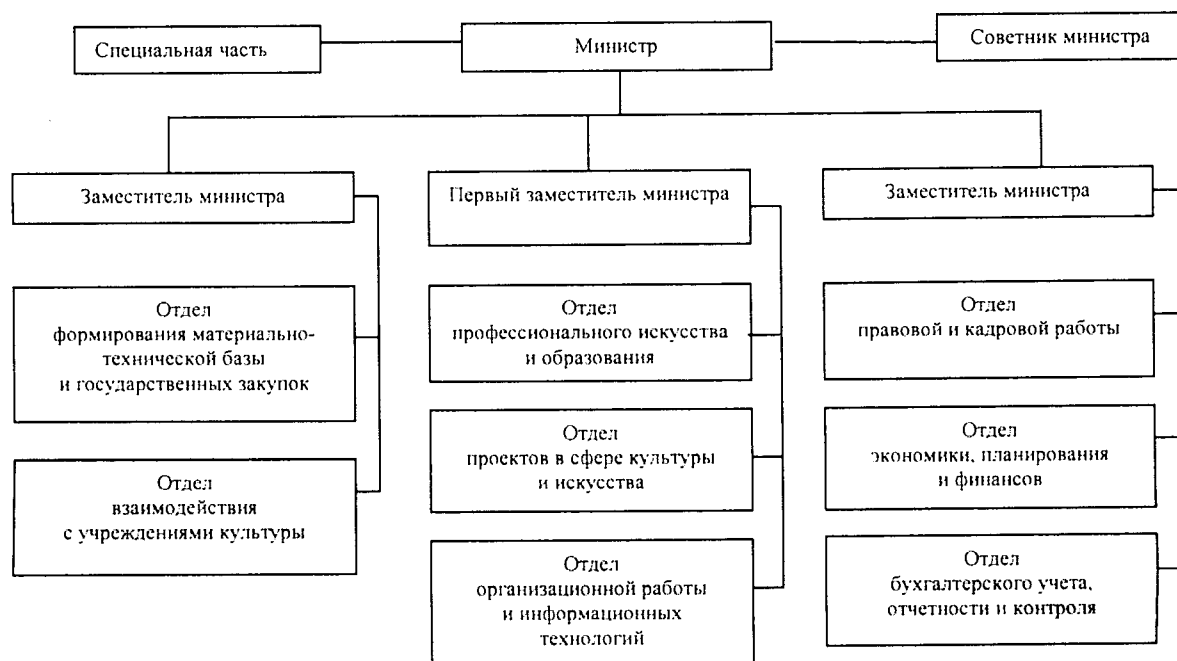 Специальная часть
Министр
Советник министра
Заместитель министра
Первый заместитель министра
Заместитель министра
Отдел
формирования материально-
технической базы
и государственных закупок
Отдел
взаимодействия
с учреждениями культуры
Отдел
профессионального искусства
и образования
Отдел
проектов в сфере культуры
и искусства
Отдел
организационной работы
и информационных
технологий
Отдел
правовой и кадровой работы
Отдел
экономики, планирования
и финансов
Отдел
бухгалтерского учета,
отчетности и контроля